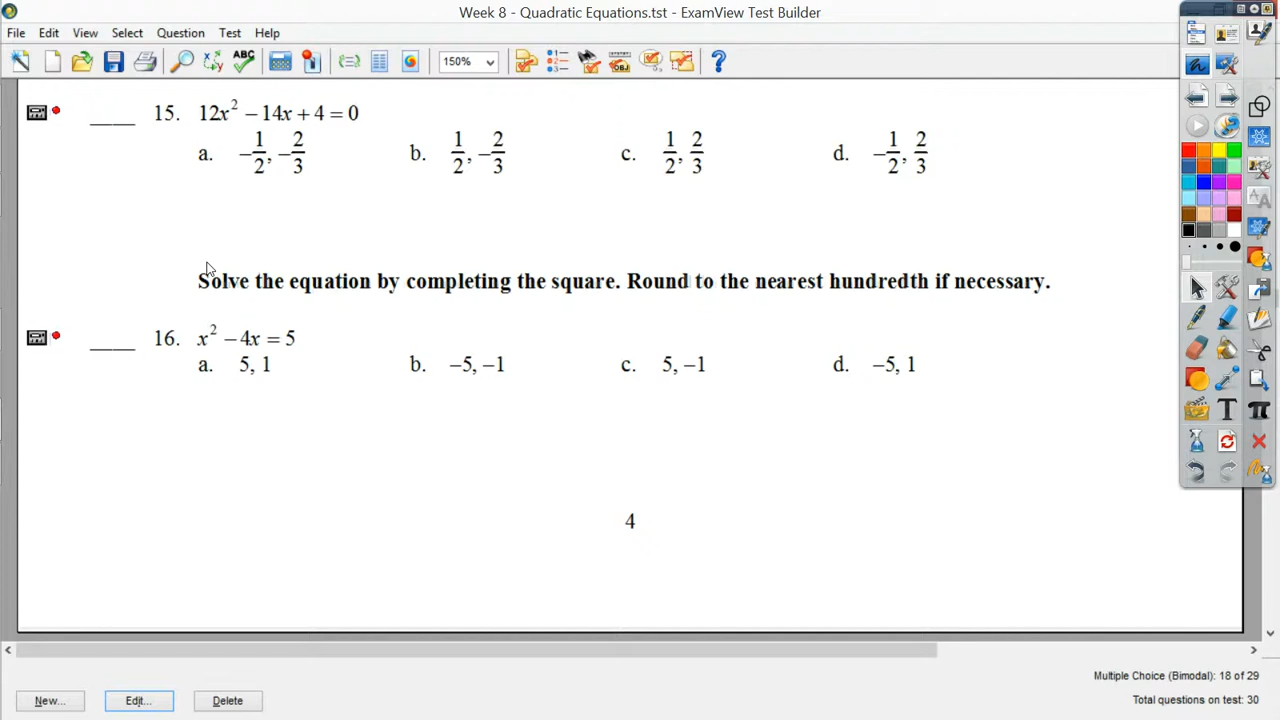 Week 8 - Quadratic Equations.tst - ExamView Test Builder
File Edit View Select Question Test Help
ABC 150% OBJ ?
____ 15. 12x² − 14x + 4 = 0
a. −1/2, −2/3 b. 1/2, −2/3 c. 1/2, 2/3 d. −1/2, 2/3
Solve the equation by completing the square. Round to the nearest hundredth if necessary.
____ 16. x² − 4x = 5
a. 5, 1 b. −5, −1 c. 5, −1 d. −5, 1
4
Multiple Choice (Bimodal): 18 of 29
New... Edit... Delete
Total questions on test: 30